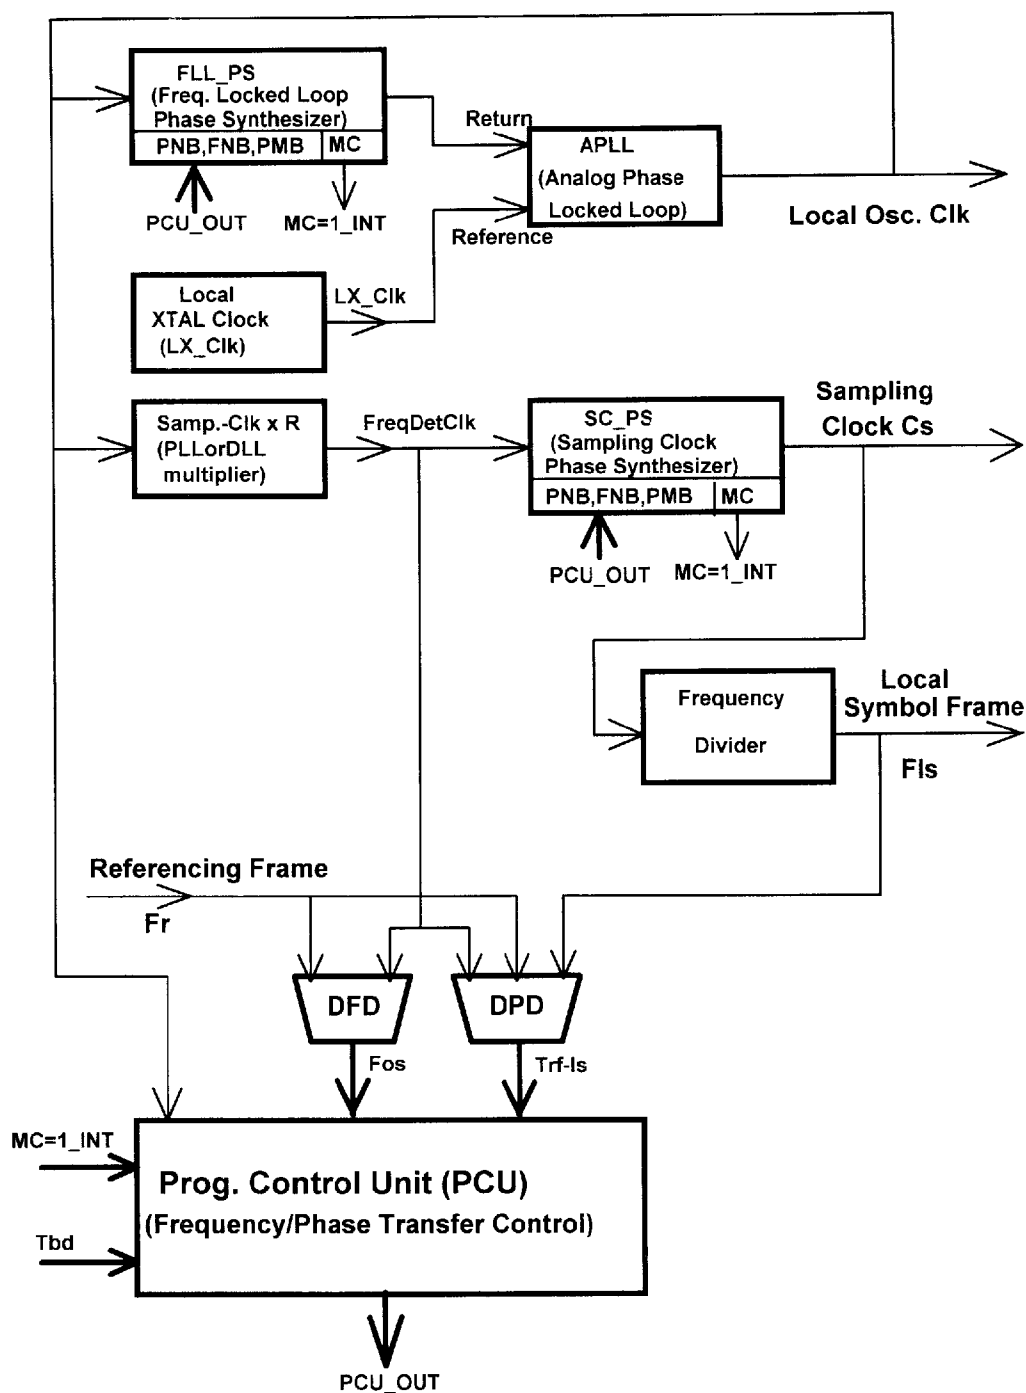 FLL_PS
(Freq. Locked Loop
Phase Synthesizer)
PNB,FNB,PMB
MC
PCU_OUT
MC=1_INT
Return
APLL
(Analog Phase
Locked Loop)
Reference
Local Osc. Clk
Local
XTAL Clock
(LX_Clk)
LX_Clk
Samp.-Clk x R
(PLLorDLL
multiplier)
FreqDetClk
SC_PS
(Sampling Clock
Phase Synthesizer)
PNB,FNB,PMB
MC
PCU_OUT
MC=1_INT
Sampling
Clock Cs
Frequency
Divider
Local
Symbol Frame
Fls
Referencing Frame
Fr
DFD
DPD
Fos
Trf-ls
MC=1_INT
Tbd
Prog. Control Unit (PCU)
(Frequency/Phase Transfer Control)
PCU_OUT